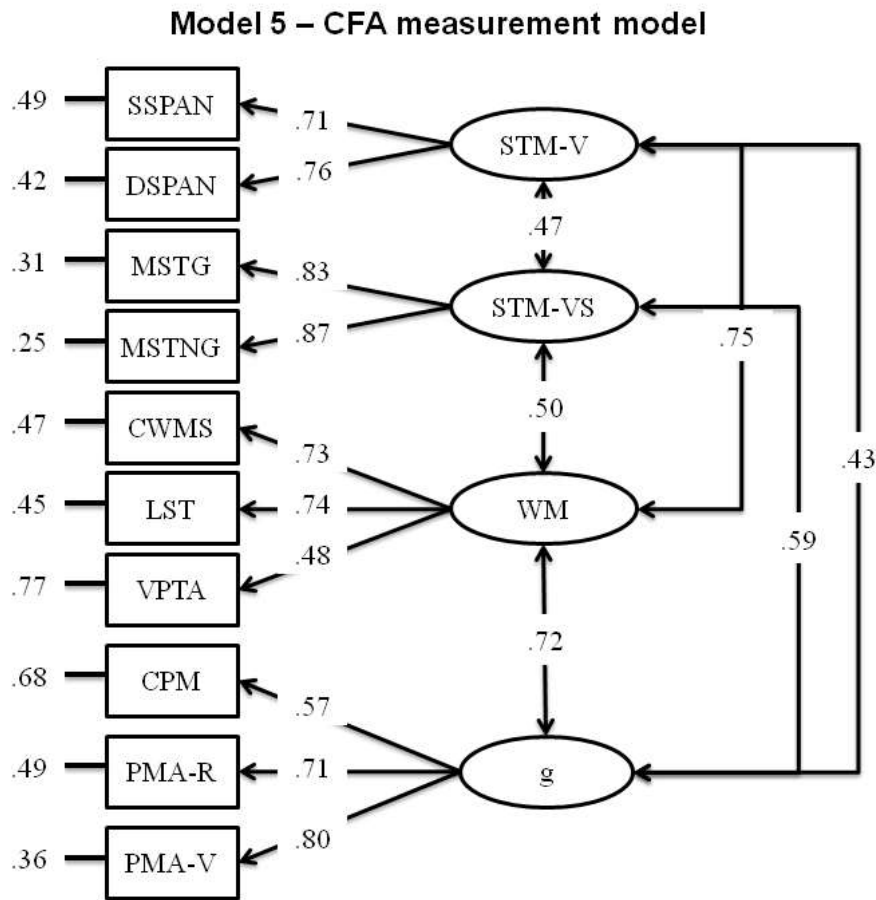 Model 5 – CFA measurement model
.49 SSPAN .71 STM-V
.42 DSPAN .76
.47
.31 MSTG .83 STM-VS
.25 MSTNG .87 .75
.47 CWMS .73 .50 .43
.45 LST .74 WM
.59
.77 VPTA .48
.72
.68 CPM .57
.49 PMA-R .71 g
.36 PMA-V .80